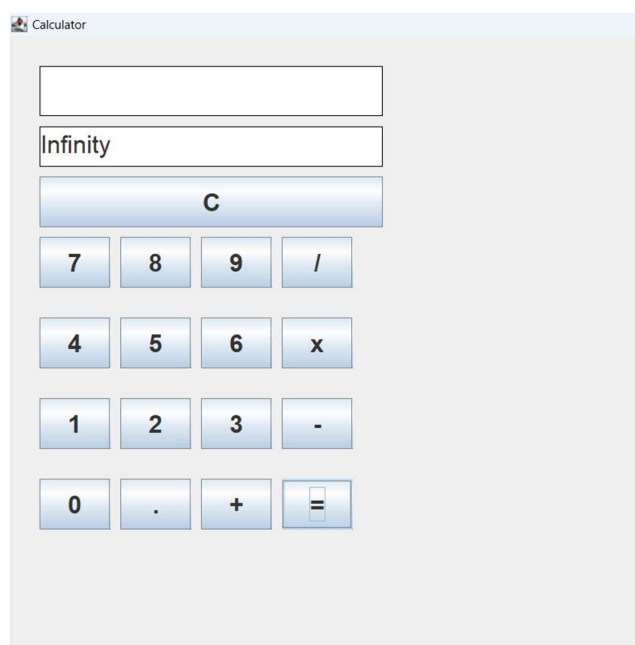 Calculator
Infinity
C
7 8 9 /
4 5 6 x
1 2 3 -
0 . + =